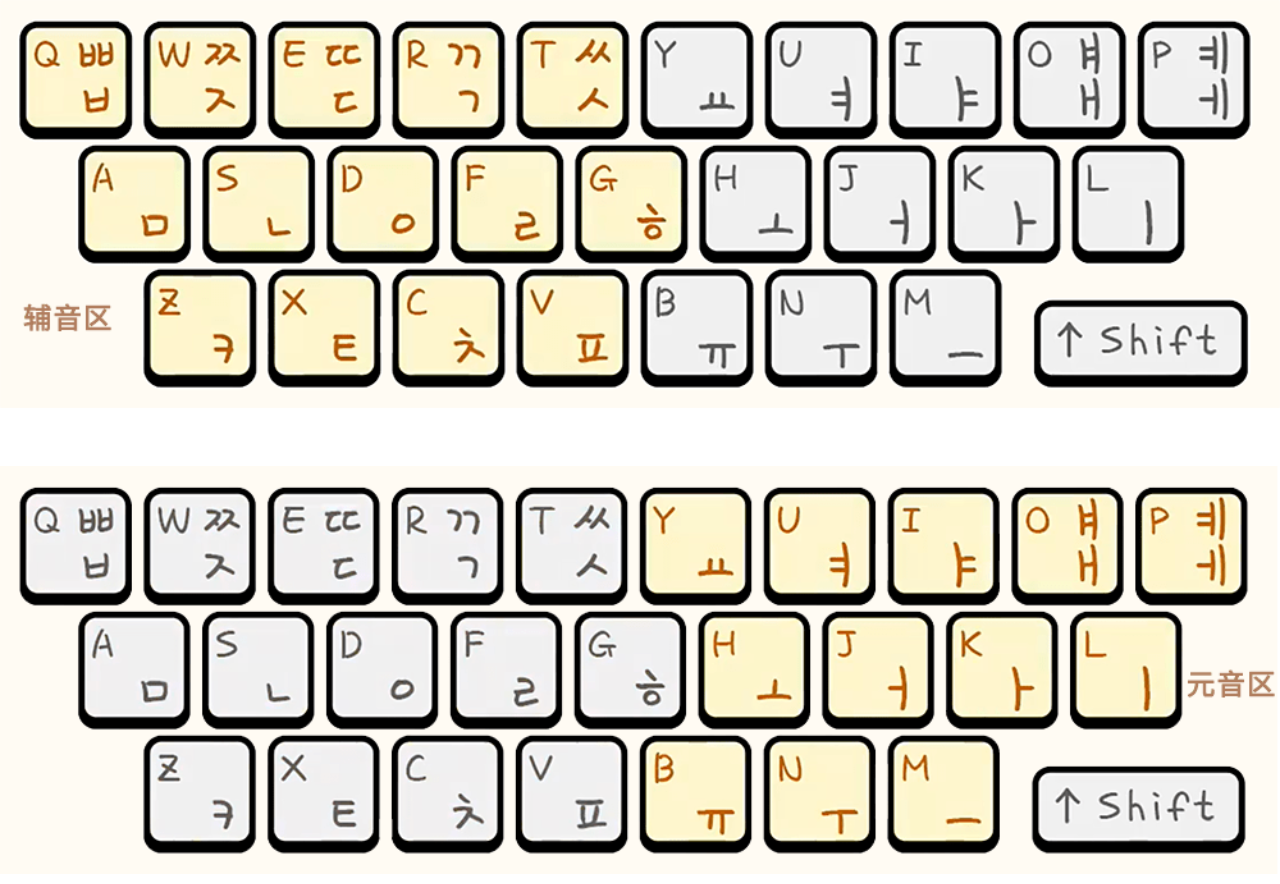 Q ㅃ W ㅉ E ㄸ R ㄲ T ㅆ Y U I O ㅒ P ㅖ
ㅂ ㅈ ㄷ ㄱ ㅅ ㅛ ㅕ ㅑ ㅐ ㅔ
A S D F G H J K L
ㅁ ㄴ ㅇ ㄹ ㅎ ㅗ ㅓ ㅏ ㅣ
Z X C V B N M
辅音区 ㅋ ㅌ ㅊ ㅍ ㅠ ㅜ ㅡ ↑ Shift
Q ㅃ W ㅉ E ㄸ R ㄲ T ㅆ Y U I O ㅒ P ㅖ
ㅂ ㅈ ㄷ ㄱ ㅅ ㅛ ㅕ ㅑ ㅐ ㅔ
A S D F G H J K L
ㅁ ㄴ ㅇ ㄹ ㅎ ㅗ ㅓ ㅏ ㅣ 元音区
Z X C V B N M
ㅋ ㅌ ㅊ ㅍ ㅠ ㅜ ㅡ ↑ Shift